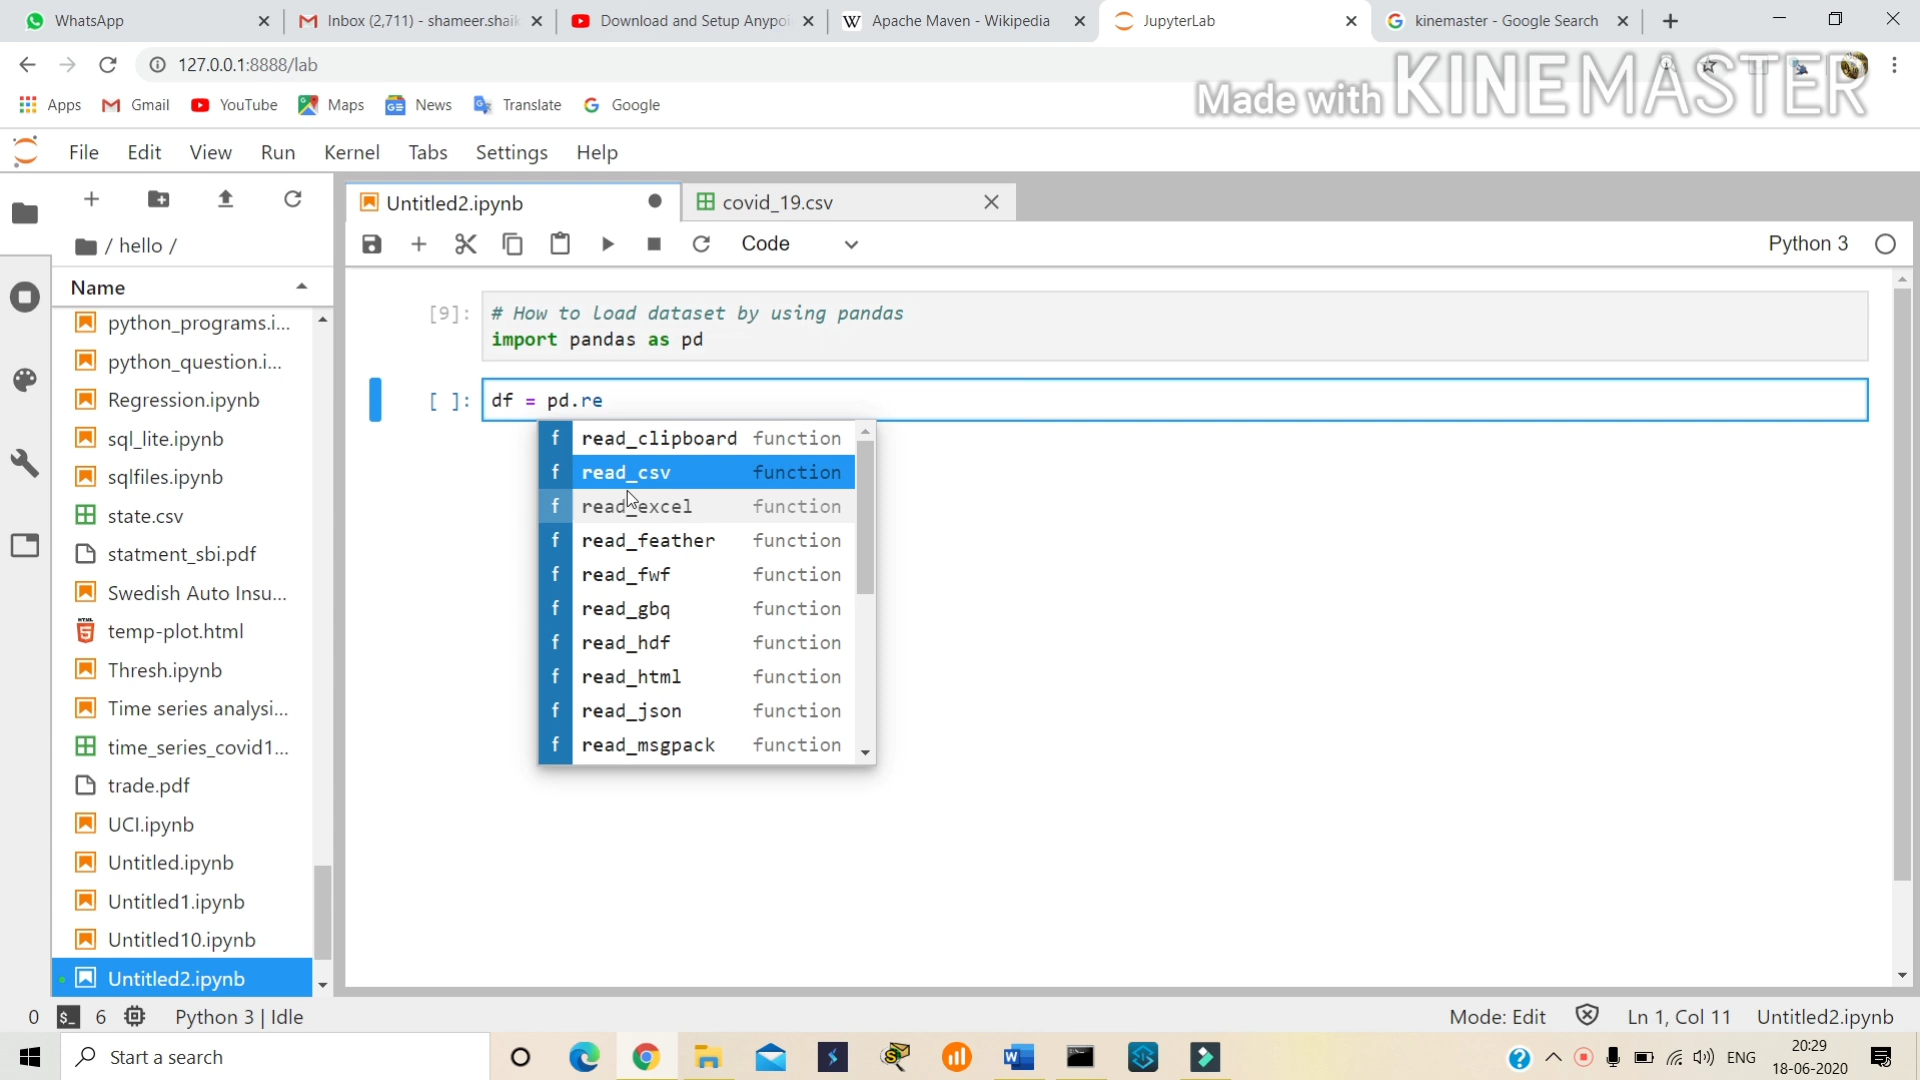 WhatsApp
Inbox (2,711) - shameer.shaik
Download and Setup Anypoi
Apache Maven - Wikipedia
JupyterLab
kinemaster - Google Search
127.0.0.1:8888/lab
Made with KINEMASTER
Apps
Gmail
YouTube
Maps
News
Translate
Google
File
Edit
View
Run
Kernel
Tabs
Settings
Help
Untitled2.ipynb
covid_19.csv
/ hello /
Code
Python 3
Name
[9]:
# How to load dataset by using pandas
import pandas as pd
[ ]:
df = pd.re
f read_clipboard function
f read_csv function
f read_excel function
f read_feather function
f read_fwf function
f read_gbq function
f read_hdf function
f read_html function
f read_json function
f read_msgpack function
python_programs.i...
python_question.i...
Regression.ipynb
sql_lite.ipynb
sqlfiles.ipynb
state.csv
statment_sbi.pdf
Swedish Auto Insu...
temp-plot.html
Thresh.ipynb
Time series analysi...
time_series_covid1...
trade.pdf
UCI.ipynb
Untitled.ipynb
Untitled1.ipynb
Untitled10.ipynb
Untitled2.ipynb
0
6
Python 3 | Idle
Mode: Edit
Ln 1, Col 11
Untitled2.ipynb
Start a search
ENG
20:29
18-06-2020